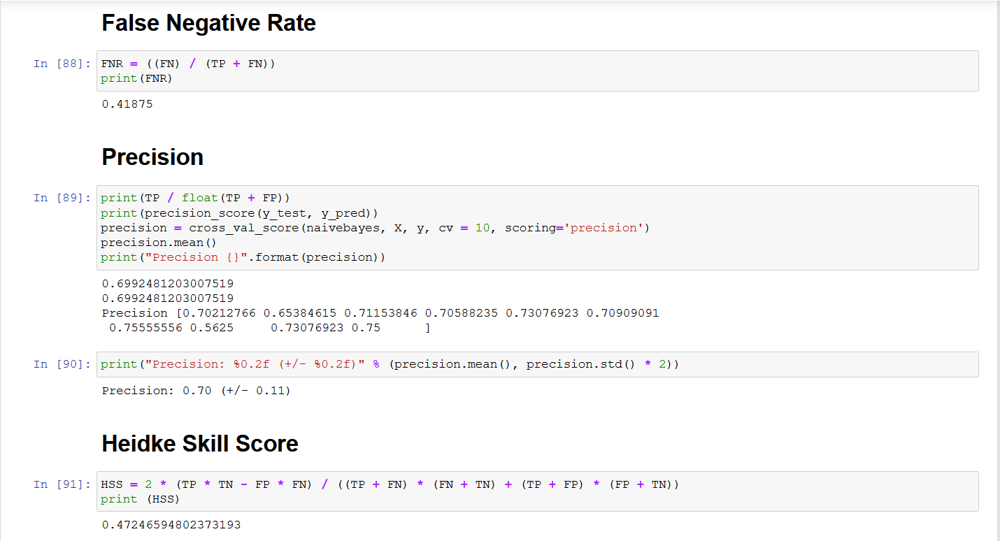 False Negative Rate
In [88]: FNR = ((FN) / (TP + FN))
print(FNR)
0.41875
Precision
In [89]: print(TP / float(TP + FP))
print(precision_score(y_test, y_pred))
precision = cross_val_score(naivebayes, X, y, cv = 10, scoring='precision')
precision.mean()
print("Precision {}".format(precision))
0.6992481203007519
0.6992481203007519
Precision [0.70212766 0.65384615 0.71153846 0.70588235 0.73076923 0.70909091
0.75555556 0.5625     0.73076923 0.75      ]
In [90]: print("Precision: %0.2f (+/- %0.2f)" % (precision.mean(), precision.std() * 2))
Precision: 0.70 (+/- 0.11)
Heidke Skill Score
In [91]: HSS = 2 * (TP * TN - FP * FN) / ((TP + FN) * (FN + TN) + (TP + FP) * (FP + TN))
print (HSS)
0.47246594802373193